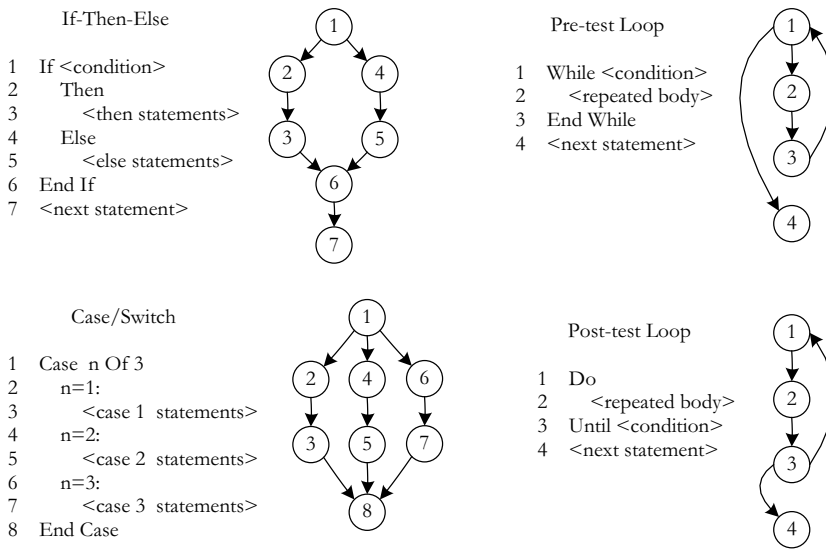 If-Then-Else
1 If <condition>
2 Then
3 <then statements>
4 Else
5 <else statements>
6 End If
7 <next statement>
1
2 4
3 5
6
7
Pre-test Loop
1 While <condition>
2 <repeated body>
3 End While
4 <next statement>
1
2
3
4
Case/Switch
1 Case n Of 3
2 n=1:
3 <case 1 statements>
4 n=2:
5 <case 2 statements>
6 n=3:
7 <case 3 statements>
8 End Case
1
2 4 6
3 5 7
8
Post-test Loop
1 Do
2 <repeated body>
3 Until <condition>
4 <next statement>
1
2
3
4